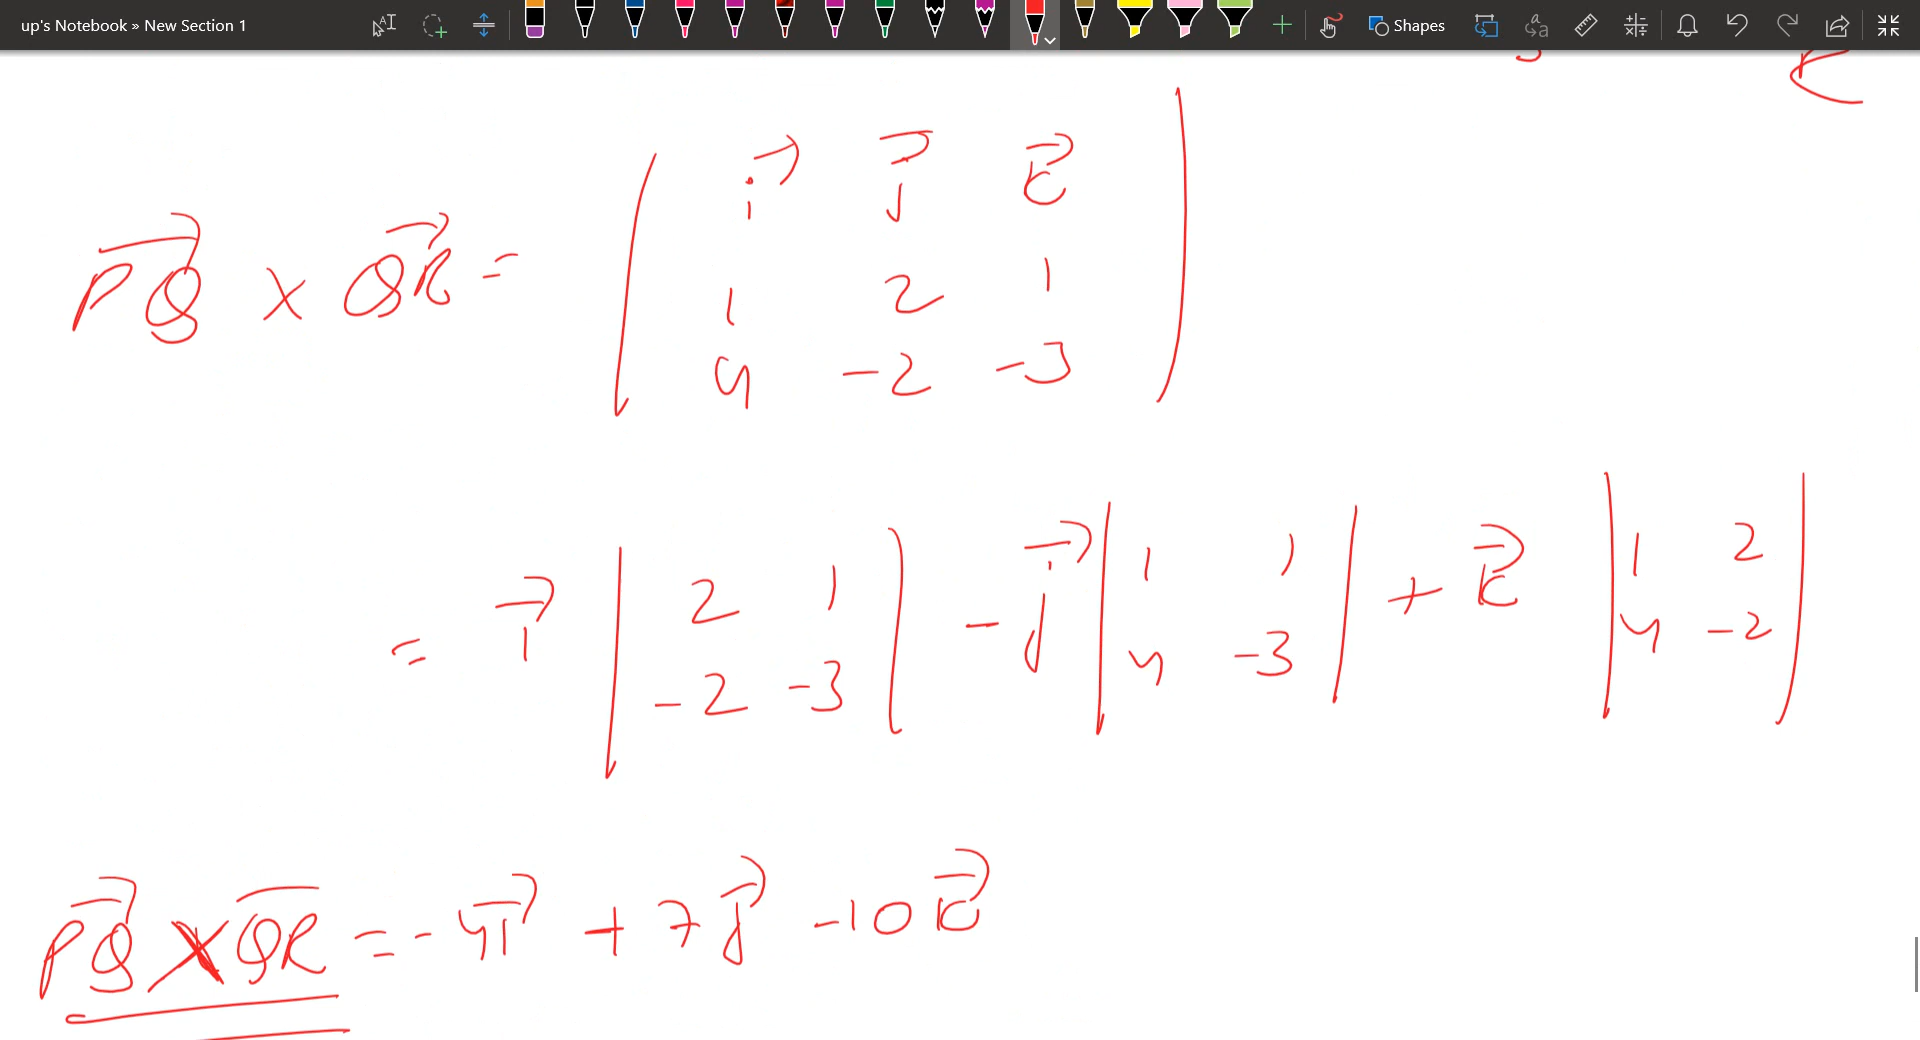 up's Notebook » New Section 1 Shapes
i j k
PQ × QR = 1 2 1
4 -2 -3
= i | 2 1 | - j | 1 1 | + k | 1 2 |
| -2 -3 | | 4 -3 | | 4 -2 |
PQ × QR = -4i + 7j - 10k